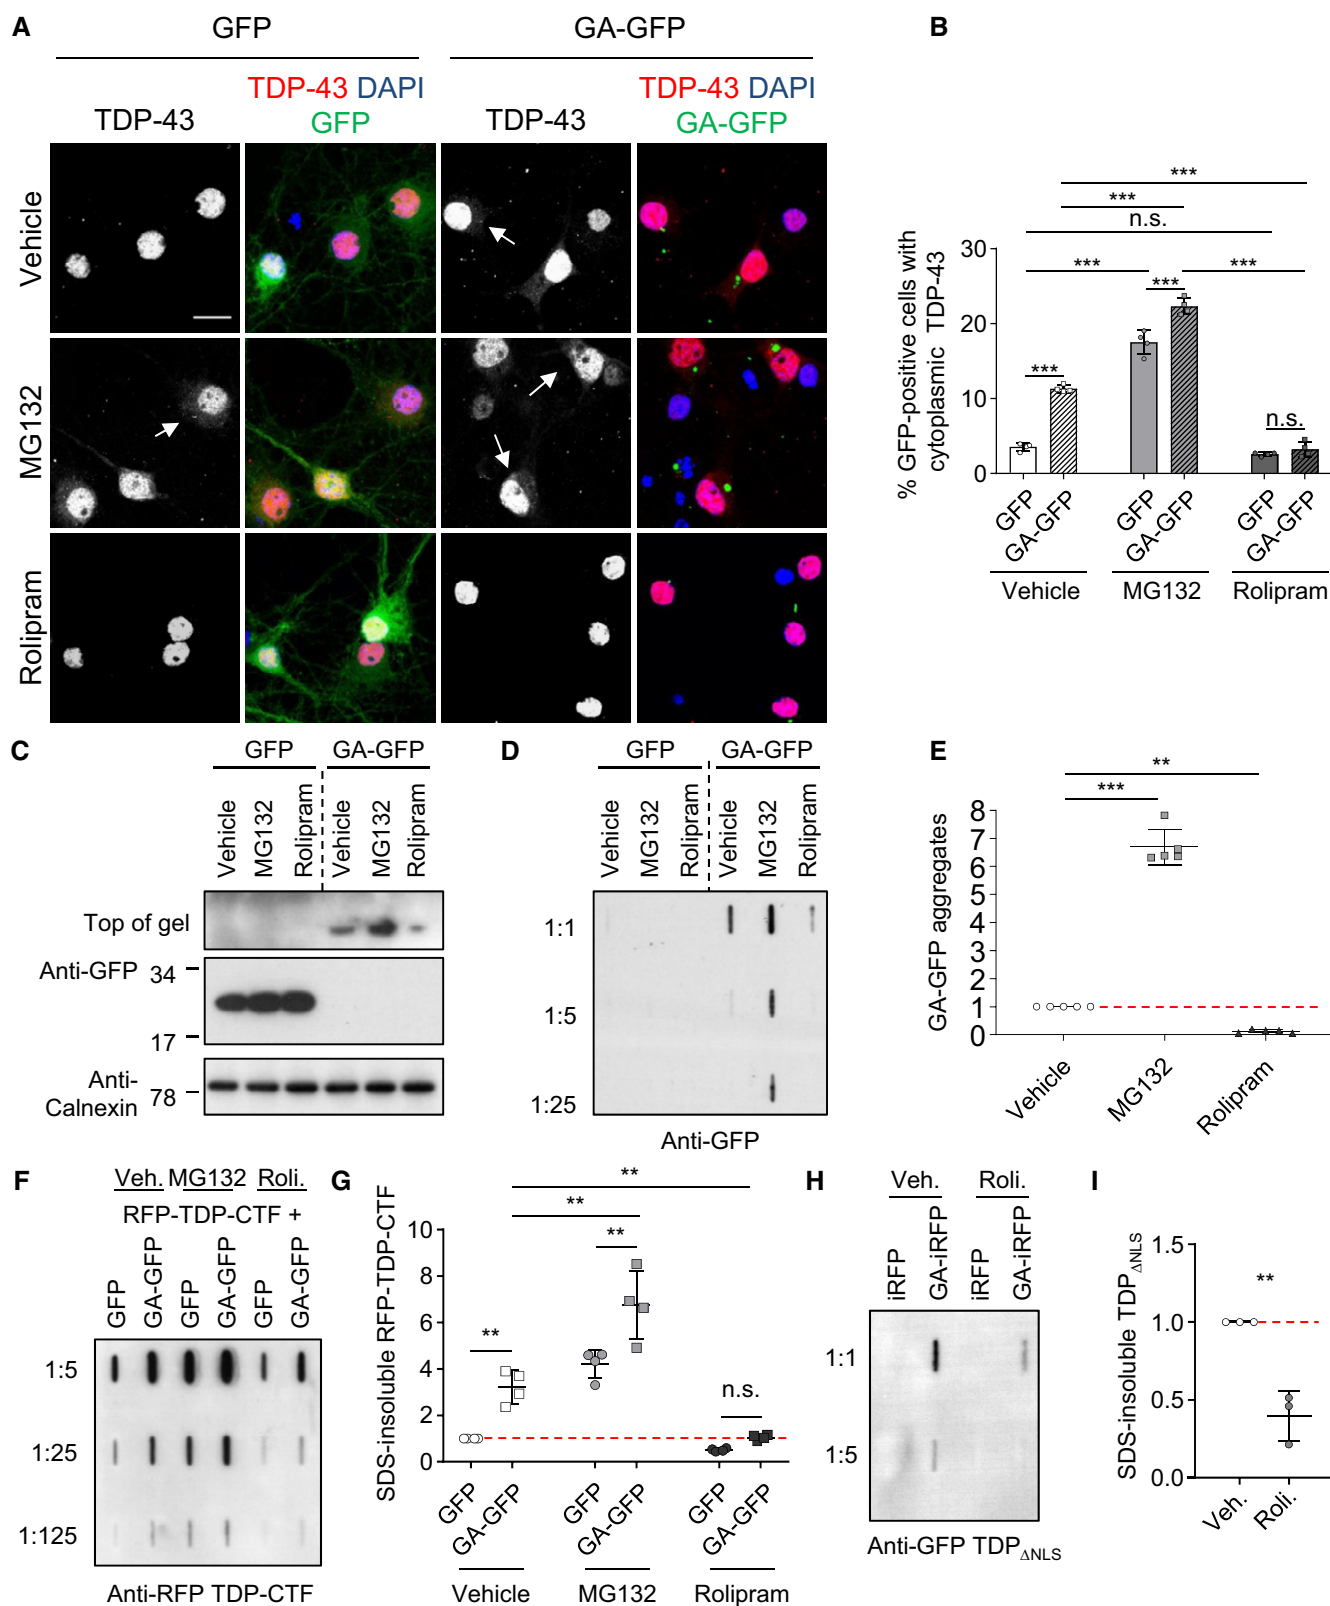 A
GFP
GA-GFP
TDP-43
TDP-43 DAPI
GFP
TDP-43
TDP-43 DAPI
GA-GFP
Vehicle
MG132
Rolipram
B
% GFP-positive cells with
cytoplasmic TDP-43
30
20
10
0
***
***
n.s.
***
***
***
***
n.s.
GFP
GA-GFP
GFP
GA-GFP
GFP
GA-GFP
Vehicle
MG132
Rolipram
C
GFP
GA-GFP
Vehicle
MG132
Rolipram
Vehicle
MG132
Rolipram
Top of gel
Anti-GFP
34
17
Anti-
Calnexin
78
D
GFP
GA-GFP
Vehicle
MG132
Rolipram
Vehicle
MG132
Rolipram
1:1
1:5
1:25
Anti-GFP
E
GA-GFP aggregates
8
7
6
5
4
3
2
1
0
**
***
Vehicle
MG132
Rolipram
F
Veh. MG132 Roli.
RFP-TDP-CTF +
GFP
GA-GFP
GFP
GA-GFP
GFP
GA-GFP
1:5
1:25
1:125
Anti-RFP TDP-CTF
G
SDS-insoluble RFP-TDP-CTF
10
8
6
4
2
0
**
**
**
**
n.s.
GFP
GA-GFP
GFP
GA-GFP
GFP
GA-GFP
Vehicle
MG132
Rolipram
H
Veh.
Roli.
iRFP
GA-iRFP
iRFP
GA-iRFP
1:1
1:5
Anti-GFP TDPΔNLS
I
SDS-insoluble TDPΔNLS
1.5
1.0
0.5
0.0
**
Veh.
Roli.